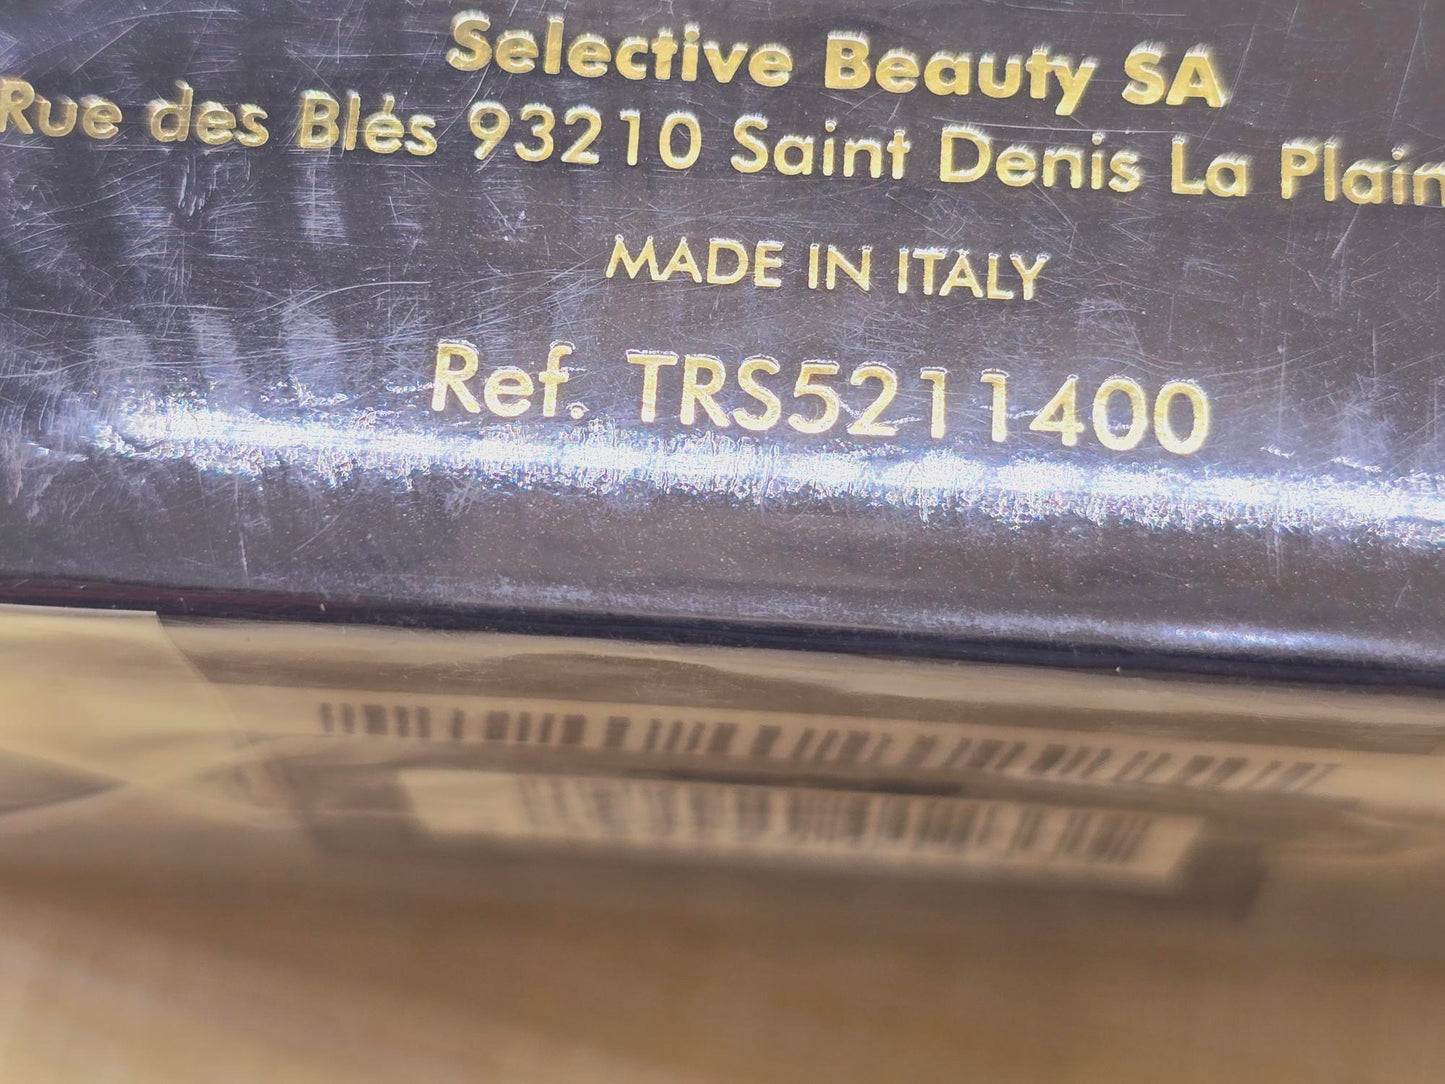 Selective Beauty SA
Rue des Blés 93210 Saint Denis La Plain
MADE IN ITALY
Ref. TRS5211400